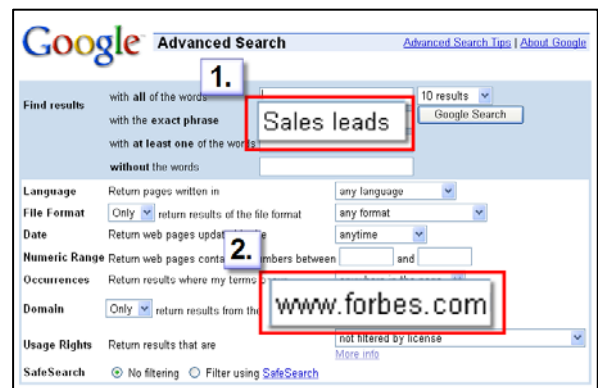 Google Advanced Search Advanced Search Tips | About Google
1.
Find results
with all of the words 10 results
with the exact phrase Sales leads Google Search
with at least one of the words
without the words
Language Return pages written in any language
File Format Only return results of the file format any format
Date Return web pages updated anytime
Numeric Range Return web pages between and
2.
Occurrences Return results where my terms
Domain Only return results from the www.forbes.com
Usage Rights Return results that are not filtered by license
More info
SafeSearch No filtering Filter using SafeSearch